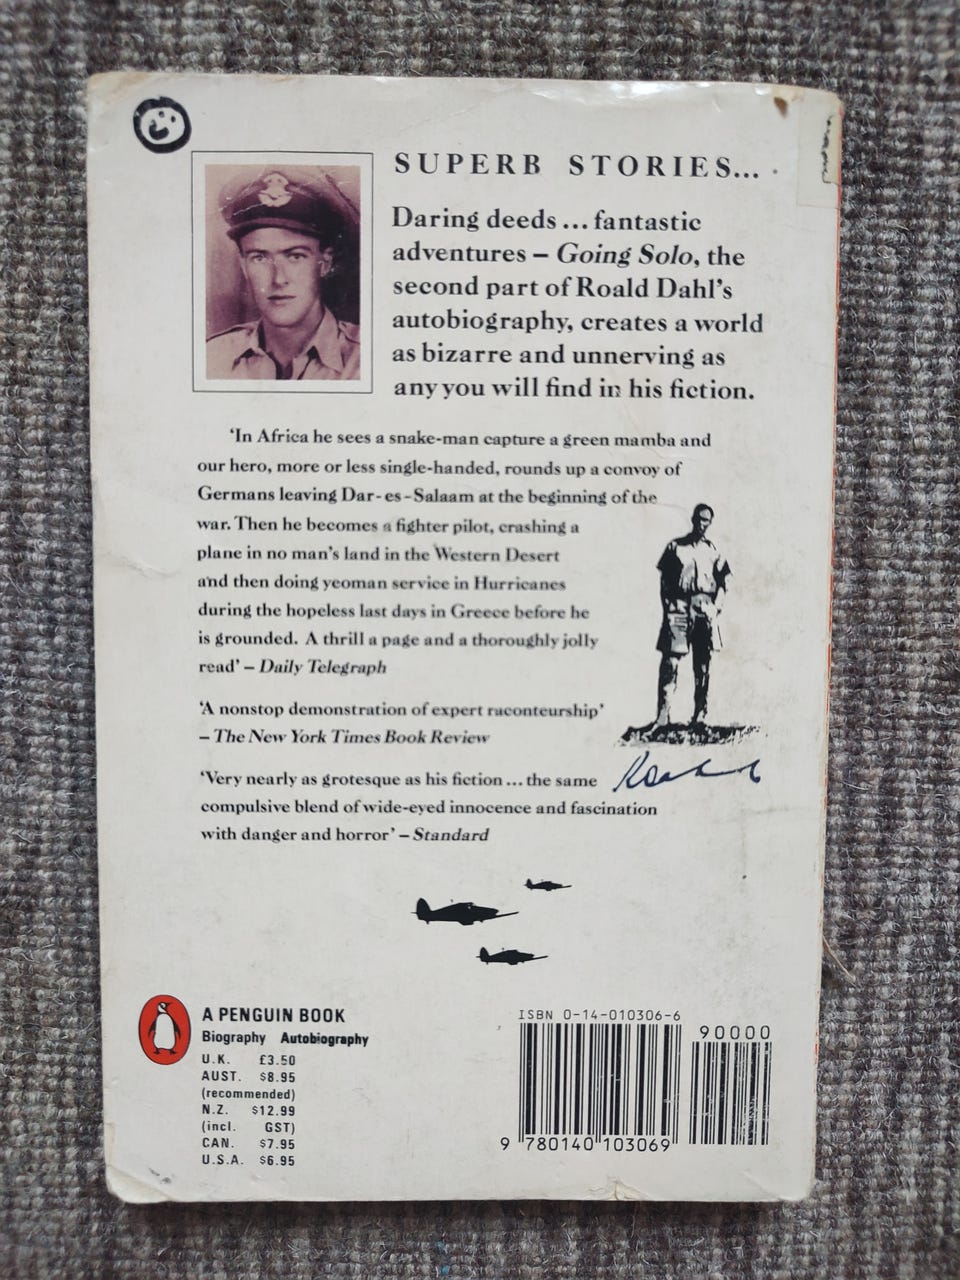 SUPERB STORIES...
Daring deeds ... fantastic
adventures – Going Solo, the
second part of Roald Dahl's
autobiography, creates a world
as bizarre and unnerving as
any you will find in his fiction.
'In Africa he sees a snake-man capture a green mamba and
our hero, more or less single-handed, rounds up a convoy of
Germans leaving Dar-es-Salaam at the beginning of the
war. Then he becomes a fighter pilot, crashing a
plane in no man's land in the Western Desert
and then doing yeoman service in Hurricanes
during the hopeless last days in Greece before he
is grounded. A thrill a page and a thoroughly jolly
read' – Daily Telegraph
'A nonstop demonstration of expert raconteurship'
– The New York Times Book Review
'Very nearly as grotesque as his fiction ... the same
compulsive blend of wide-eyed innocence and fascination
with danger and horror' – Standard
A PENGUIN BOOK
Biography Autobiography
U.K. £3.50
AUST. $8.95
(recommended)
N.Z. $12.99
(incl. GST)
CAN. $7.95
U.S.A. $6.95
ISBN 0-14-010306-6
90000
9 780140 103069